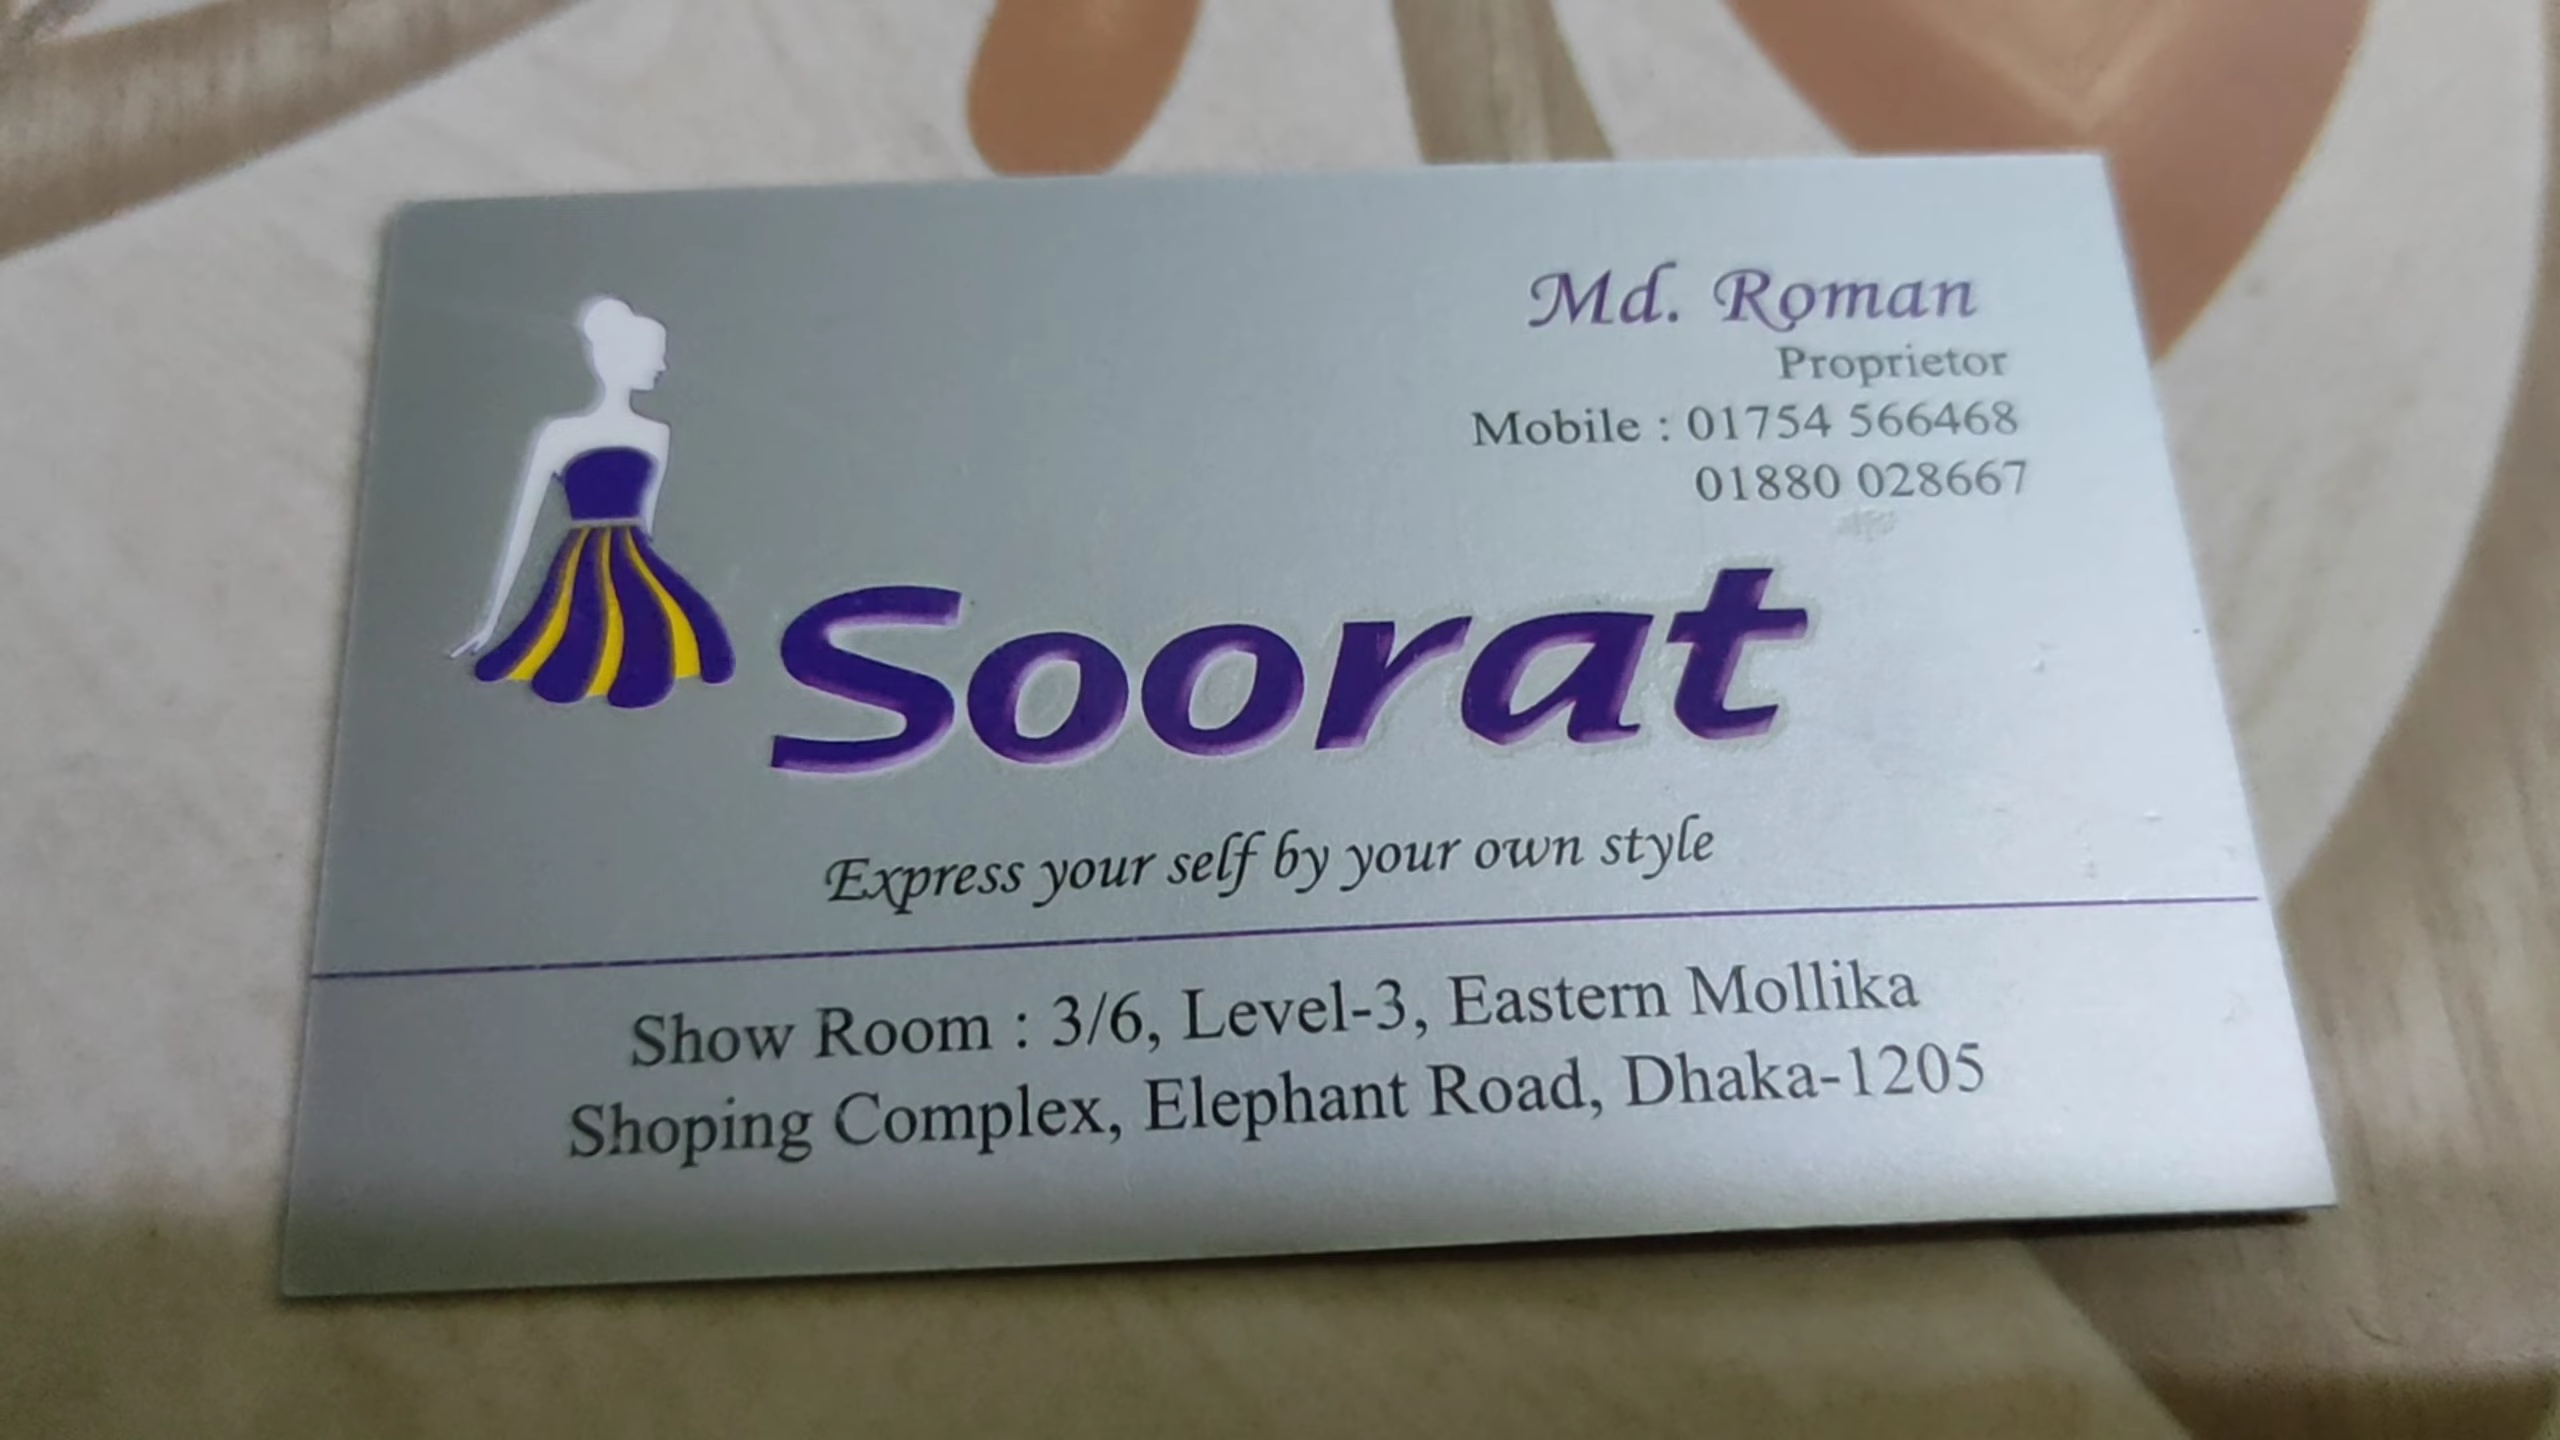 Md. Roman
Proprietor
Mobile : 01754 566468
01880 028667
Soorat
Express your self by your own style
Show Room : 3/6, Level-3, Eastern Mollika
Shoping Complex, Elephant Road, Dhaka-1205